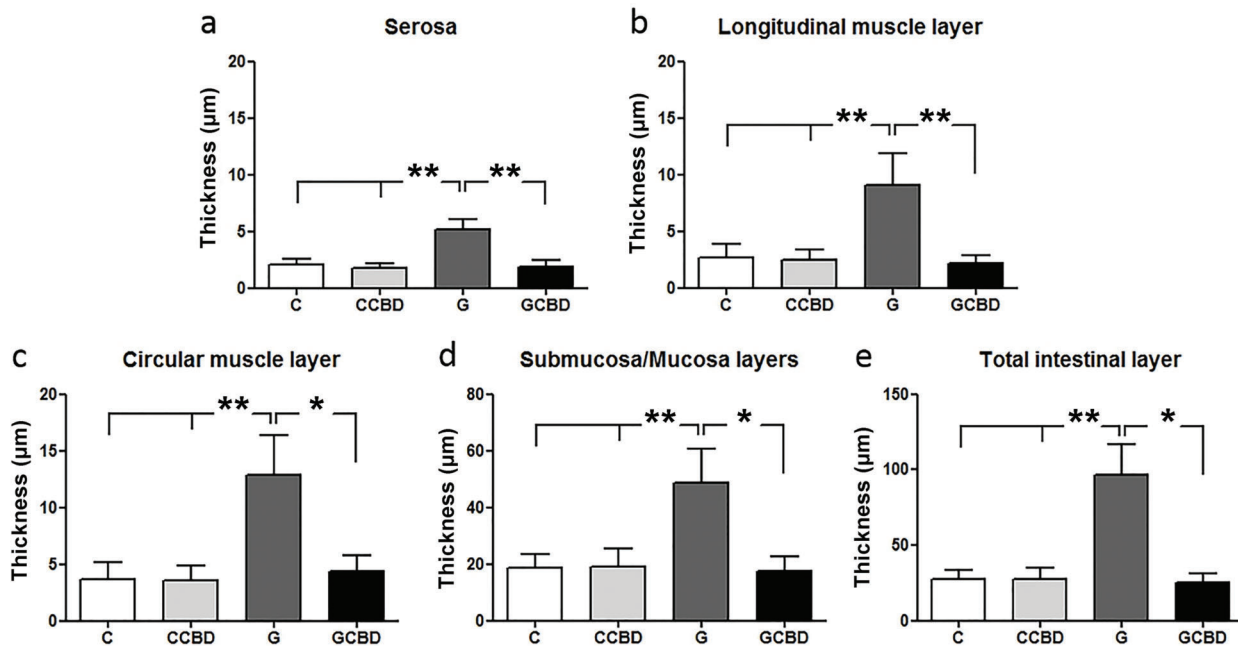 a
Serosa
Thickness (μm)
20
15
10
5
0
** **
C CCBD G GCBD
b
Longitudinal muscle layer
Thickness (μm)
20
15
10
5
0
** **
C CCBD G GCBD
c
Circular muscle layer
Thickness (μm)
20
15
10
5
0
** *
C CCBD G GCBD
d
Submucosa/Mucosa layers
Thickness (μm)
80
60
40
20
0
** *
C CCBD G GCBD
e
Total intestinal layer
Thickness (μm)
150
100
50
0
** *
C CCBD G GCBD